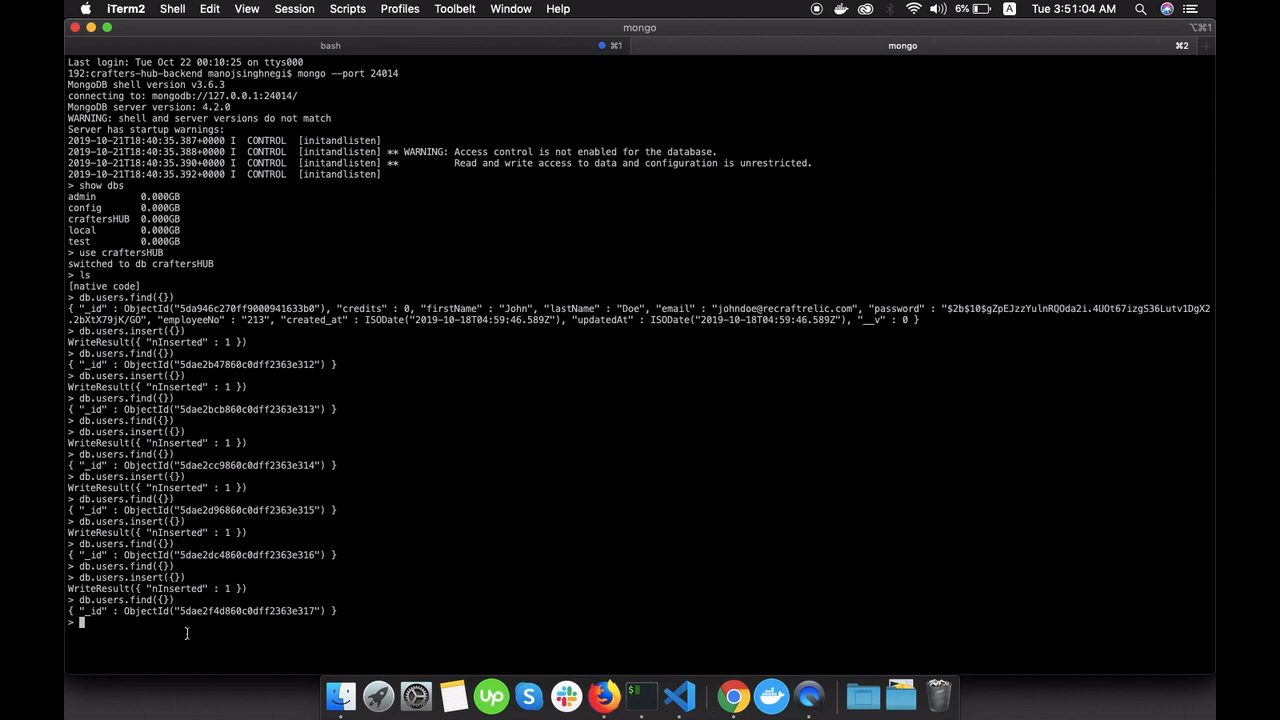 iTerm2 Shell Edit View Session Scripts Profiles Toolbelt Window Help 6% A Tue 3:51:04 AM
mongo ⌥⌘1
bash ⌘1 mongo ⌘2
Last login: Tue Oct 22 00:10:25 on ttys000
192:crafters-hub-backend manojsinghnegi$ mongo --port 24014
MongoDB shell version v3.6.3
connecting to: mongodb://127.0.0.1:24014/
MongoDB server version: 4.2.0
WARNING: shell and server versions do not match
Server has startup warnings:
2019-10-21T18:40:35.387+0000 I  CONTROL  [initandlisten]
2019-10-21T18:40:35.388+0000 I  CONTROL  [initandlisten] ** WARNING: Access control is not enabled for the database.
2019-10-21T18:40:35.390+0000 I  CONTROL  [initandlisten] **          Read and write access to data and configuration is unrestricted.
2019-10-21T18:40:35.392+0000 I  CONTROL  [initandlisten]
> show dbs
admin        0.000GB
config       0.000GB
craftersHUB  0.000GB
local        0.000GB
test         0.000GB
> use craftersHUB
switched to db craftersHUB
> ls
[native code]
> db.users.find({})
{ "_id" : ObjectId("5da946c270ff9000941633b0"), "credits" : 0, "firstName" : "John", "lastName" : "Doe", "email" : "johndoe@recraftrelic.com", "password" : "$2b$10$gZpEJzzYulnRQOda2i.4UOt67izgS36Lutv1DgX2
.2bXtX79jK/GO", "employeeNo" : "213", "created_at" : ISODate("2019-10-18T04:59:46.589Z"), "updatedAt" : ISODate("2019-10-18T04:59:46.589Z"), "__v" : 0 }
> db.users.insert({})
WriteResult({ "nInserted" : 1 })
> db.users.find({})
{ "_id" : ObjectId("5dae2b47860c0dff2363e312") }
> db.users.insert({})
WriteResult({ "nInserted" : 1 })
> db.users.find({})
{ "_id" : ObjectId("5dae2bcb860c0dff2363e313") }
> db.users.find({})
> db.users.insert({})
WriteResult({ "nInserted" : 1 })
> db.users.find({})
{ "_id" : ObjectId("5dae2cc9860c0dff2363e314") }
> db.users.insert({})
WriteResult({ "nInserted" : 1 })
> db.users.find({})
{ "_id" : ObjectId("5dae2d96860c0dff2363e315") }
> db.users.insert({})
WriteResult({ "nInserted" : 1 })
> db.users.find({})
{ "_id" : ObjectId("5dae2dc4860c0dff2363e316") }
> db.users.find({})
> db.users.insert({})
WriteResult({ "nInserted" : 1 })
> db.users.find({})
{ "_id" : ObjectId("5dae2f4d860c0dff2363e317") }
>
up S $